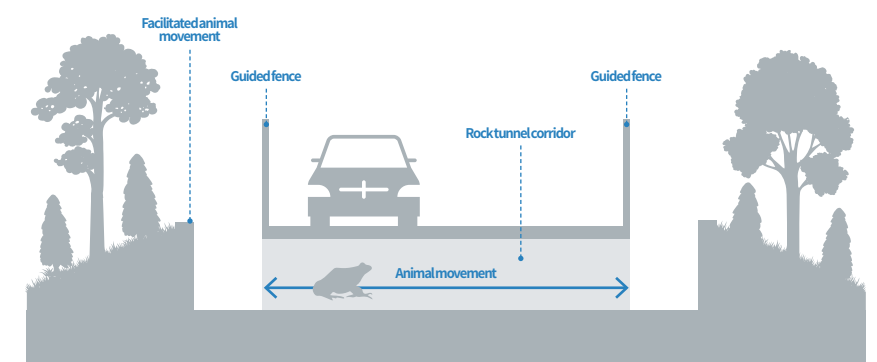 Facilitated animal
movement
Guided fence
Guided fence
Rock tunnel corridor
Animal movement